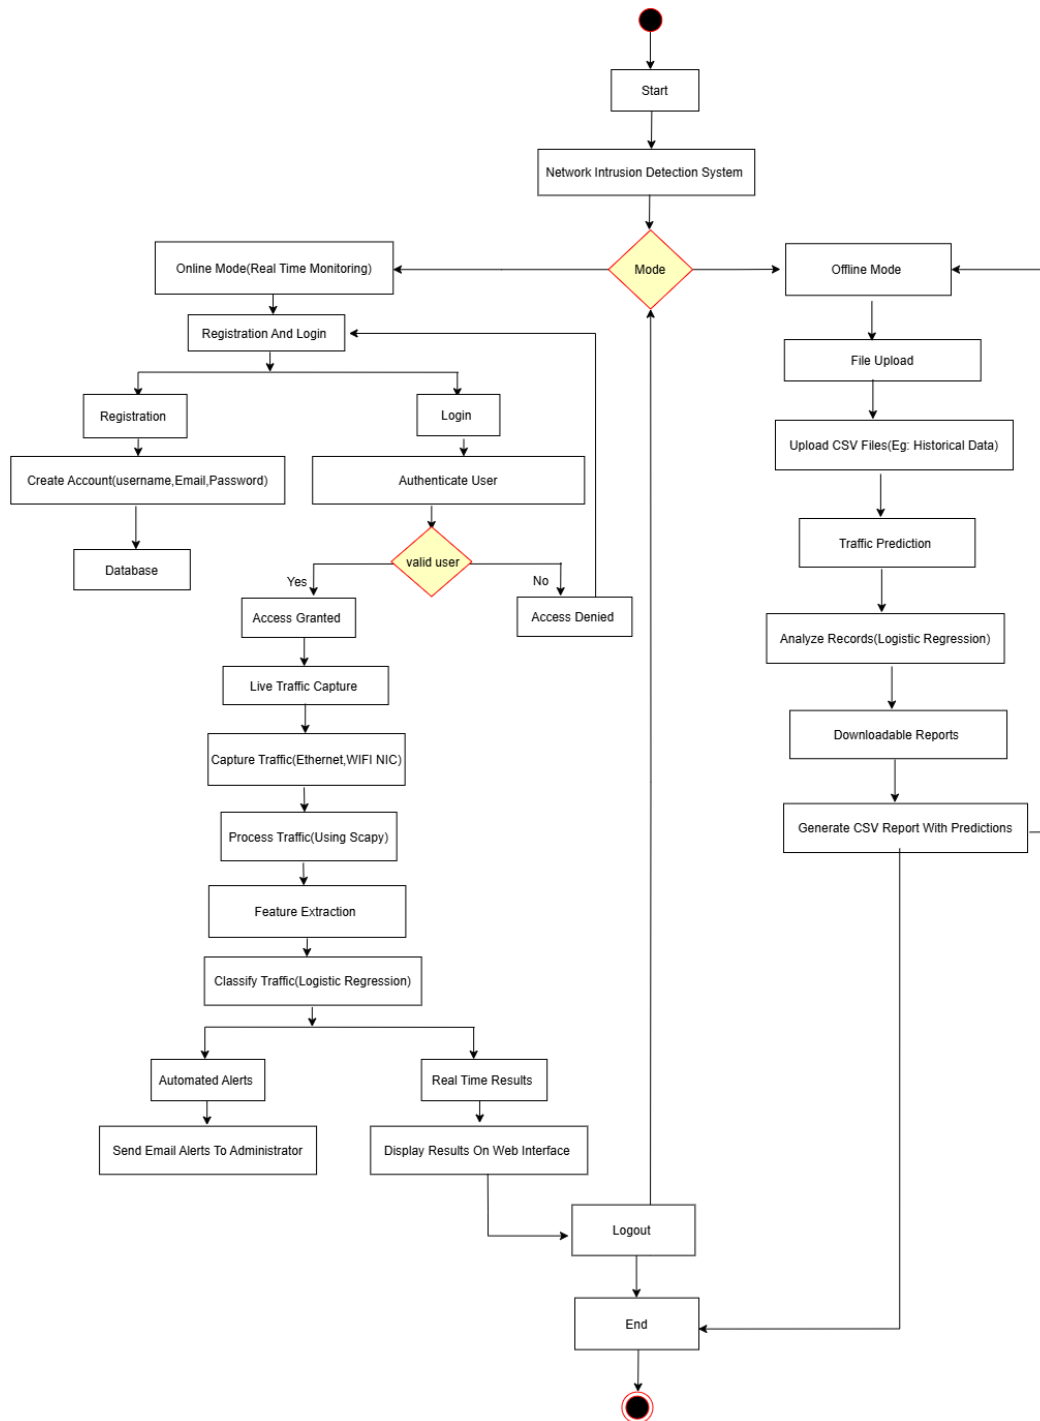 Start
Network Intrusion Detection System
Mode
Online Mode(Real Time Monitoring)
Offline Mode
Registration And Login
File Upload
Registration
Login
Upload CSV Files(Eg: Historical Data)
Create Account(username,Email,Password)
Authenticate User
Traffic Prediction
valid user
Database
Yes
No
Access Granted
Access Denied
Analyze Records(Logistic Regression)
Live Traffic Capture
Downloadable Reports
Capture Traffic(Ethernet,WIFI NIC)
Generate CSV Report With Predictions
Process Traffic(Using Scapy)
Feature Extraction
Classify Traffic(Logistic Regression)
Automated Alerts
Real Time Results
Send Email Alerts To Administrator
Display Results On Web Interface
Logout
End